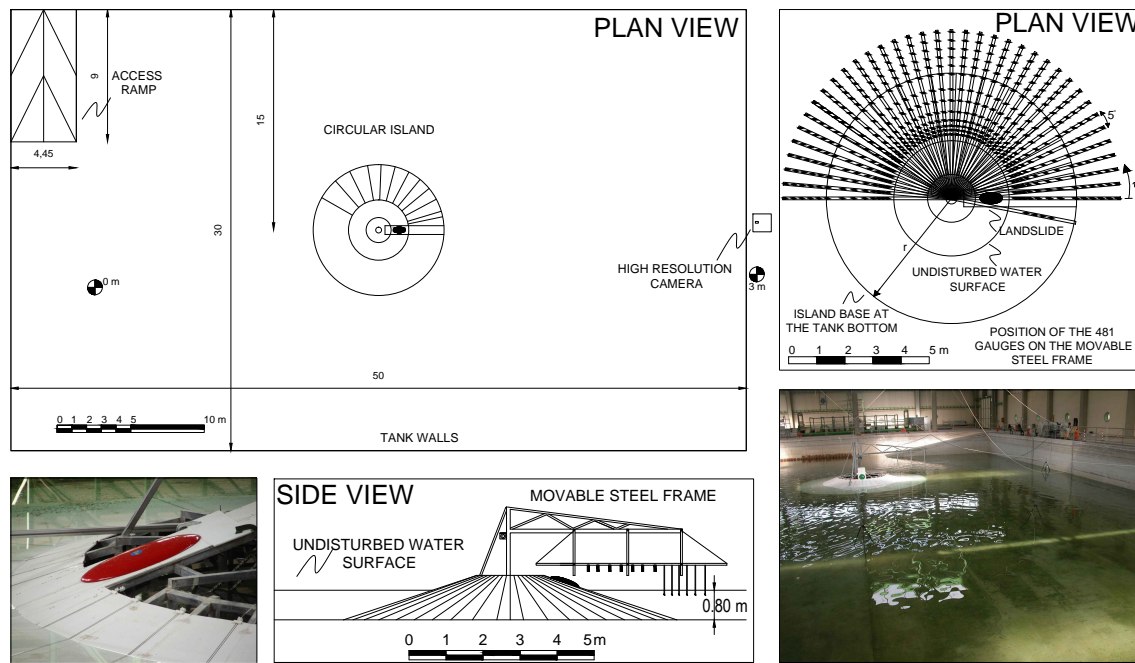 PLAN VIEW
9
ACCESS
RAMP
4,45
15
30
CIRCULAR ISLAND
HIGH RESOLUTION
CAMERA
0 m
3 m
50
0 1 2 3 4 5 10 m
TANK WALLS
PLAN VIEW
5
1
LANDSLIDE
r
UNDISTURBED WATER
SURFACE
ISLAND BASE AT
THE TANK BOTTOM
POSITION OF THE 481
GAUGES ON THE MOVABLE
STEEL FRAME
0 1 2 3 4 5 m
SIDE VIEW
MOVABLE STEEL FRAME
UNDISTURBED WATER
SURFACE
0.80 m
0 1 2 3 4 5 m